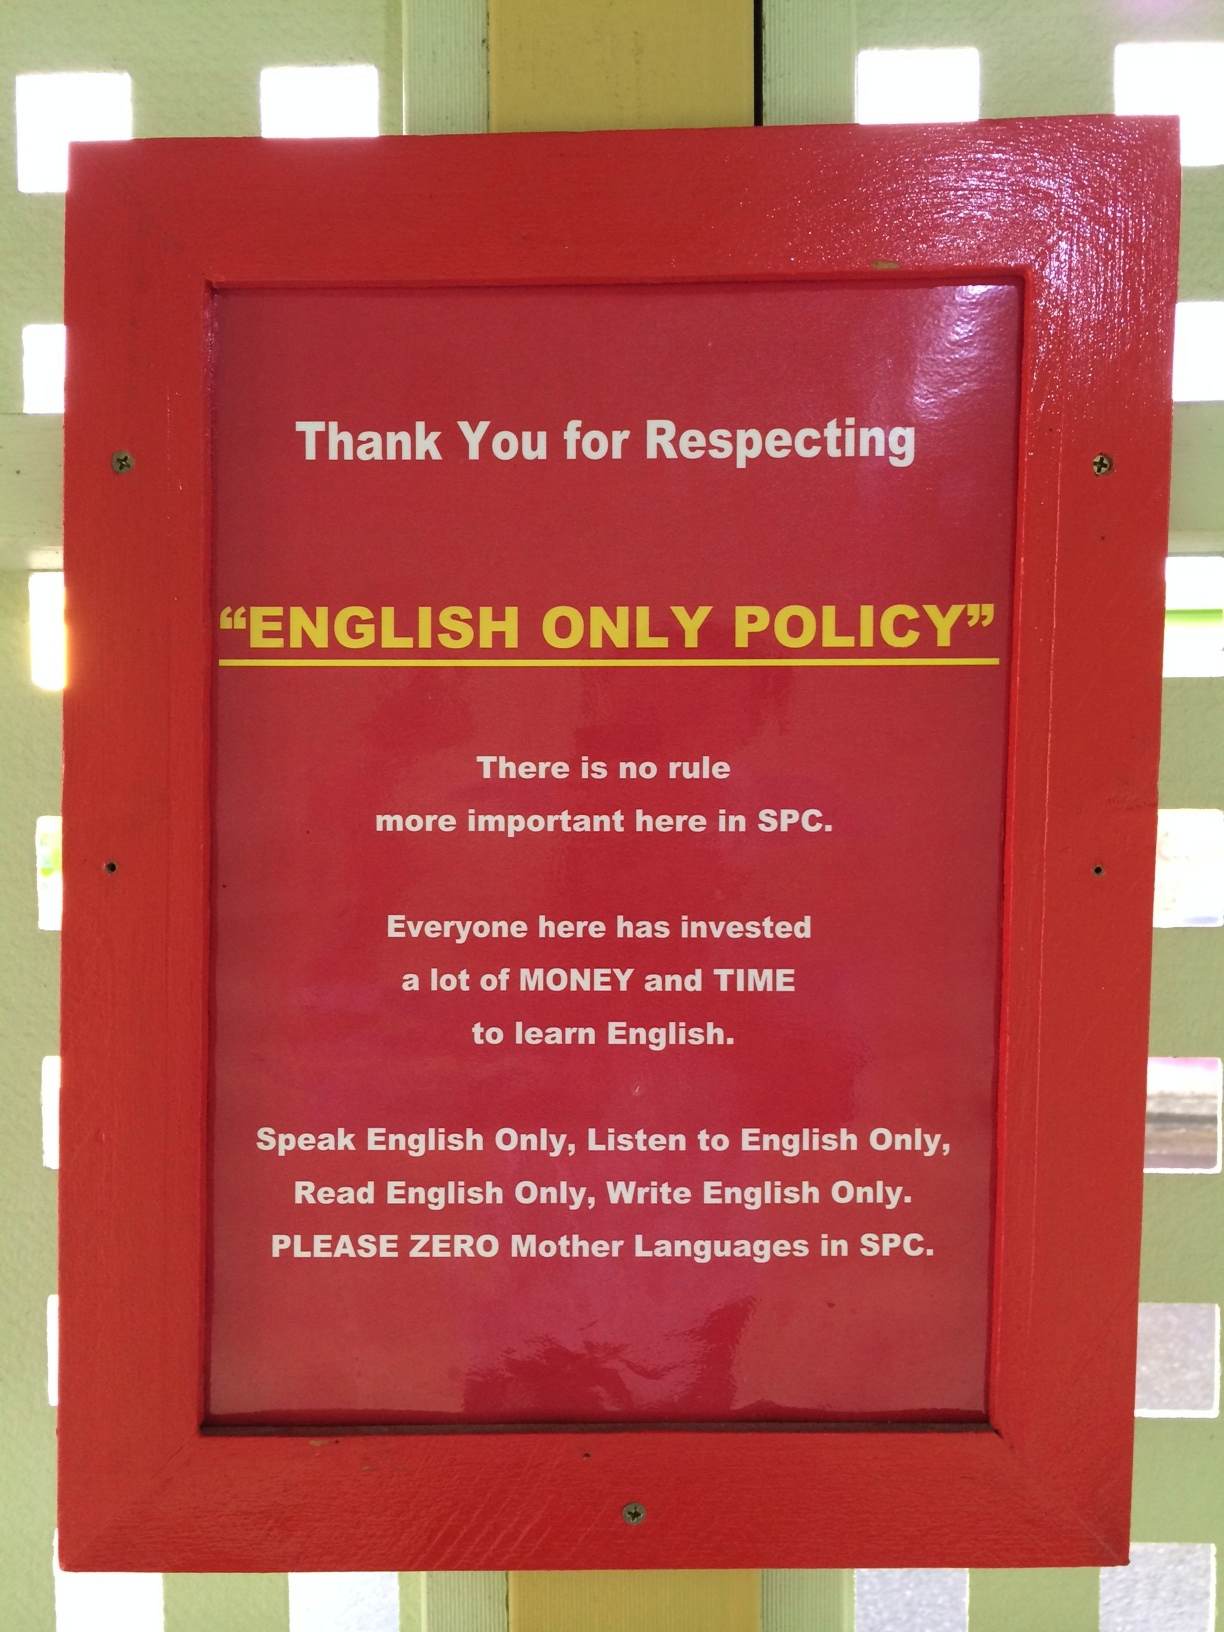 Thank You for Respecting
“ENGLISH ONLY POLICY”
There is no rule
more important here in SPC.
Everyone here has invested
a lot of MONEY and TIME
to learn English.
Speak English Only, Listen to English Only,
Read English Only, Write English Only.
PLEASE ZERO Mother Languages in SPC.